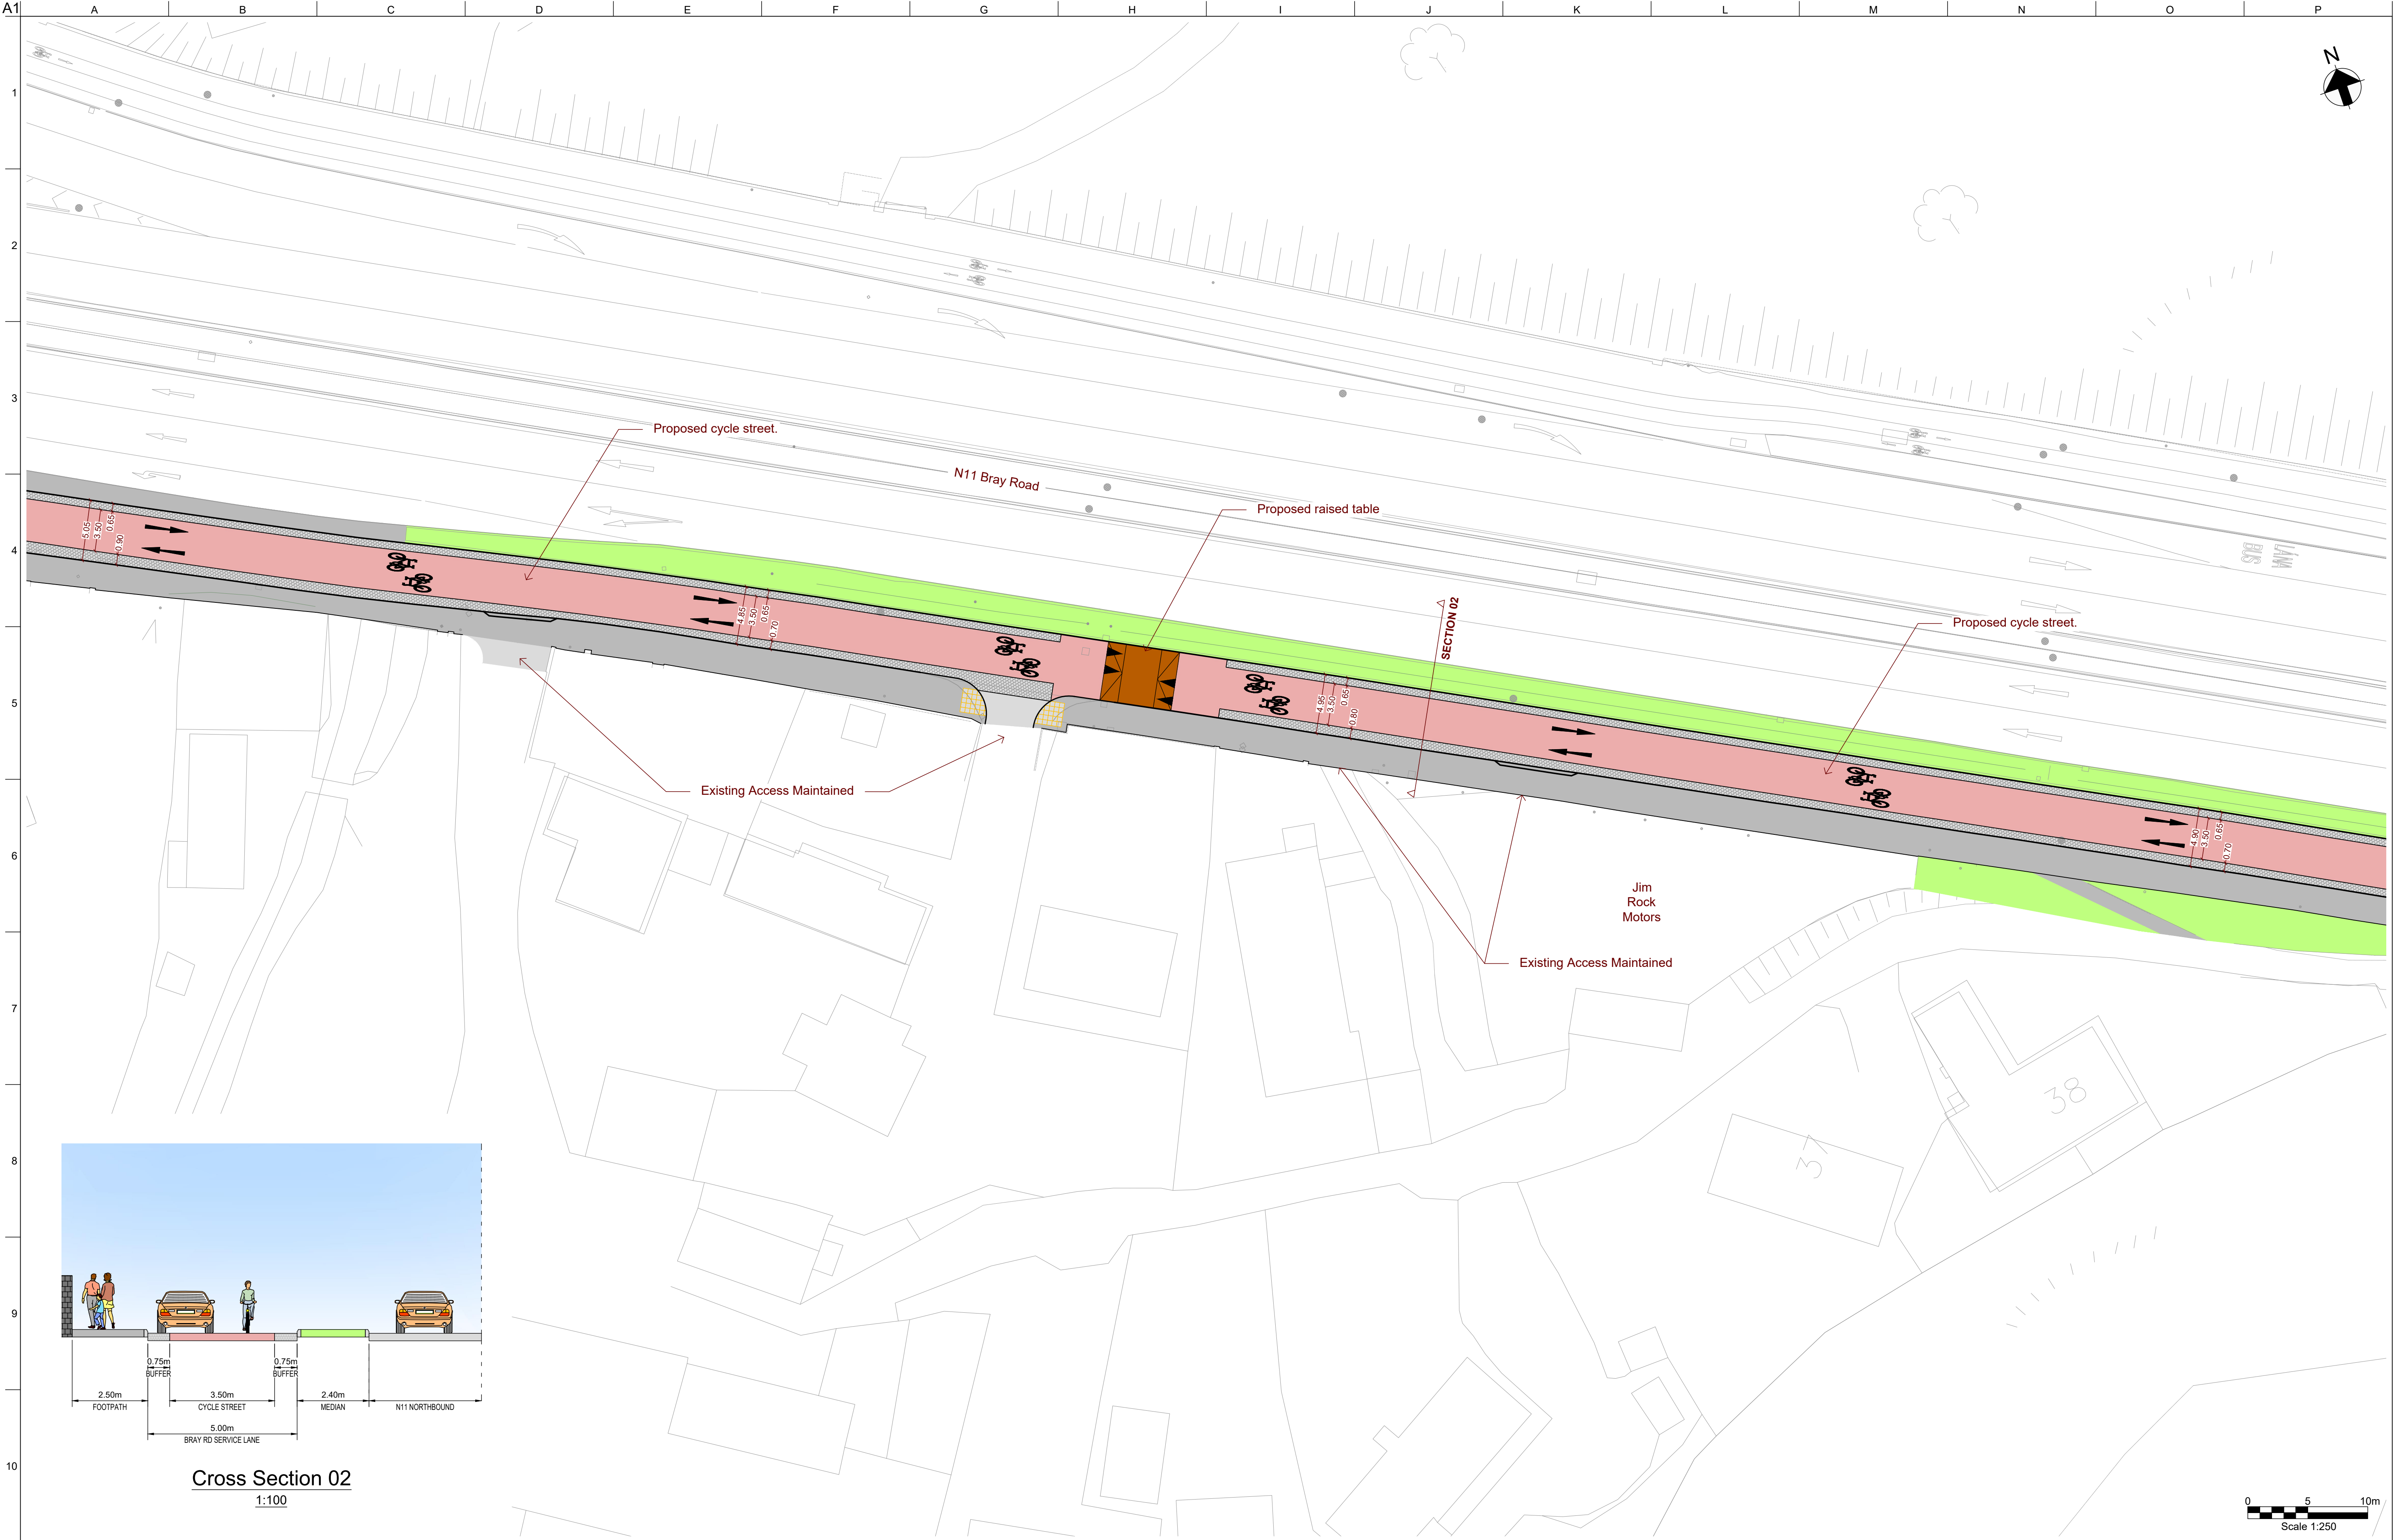 A1
A B C D E F G H I J K L M N O P
N
1
2
3
4
5
6
7
8
9
10
Proposed cycle street.
N11 Bray Road
Proposed raised table
SECTION 02
Proposed cycle street.
BUS
5.05
3.50
0.65
0.90
4.85
3.50
0.65
0.70
4.95
3.50
0.65
0.80
4.90
3.50
0.65
0.70
Existing Access Maintained
Jim
Rock
Motors
Existing Access Maintained
38
37
0.75m
BUFFER
0.75m
BUFFER
2.50m
FOOTPATH
3.50m
CYCLE STREET
2.40m
MEDIAN
N11 NORTHBOUND
5.00m
BRAY RD SERVICE LANE
Cross Section 02
1:100
0 5 10m
Scale 1:250